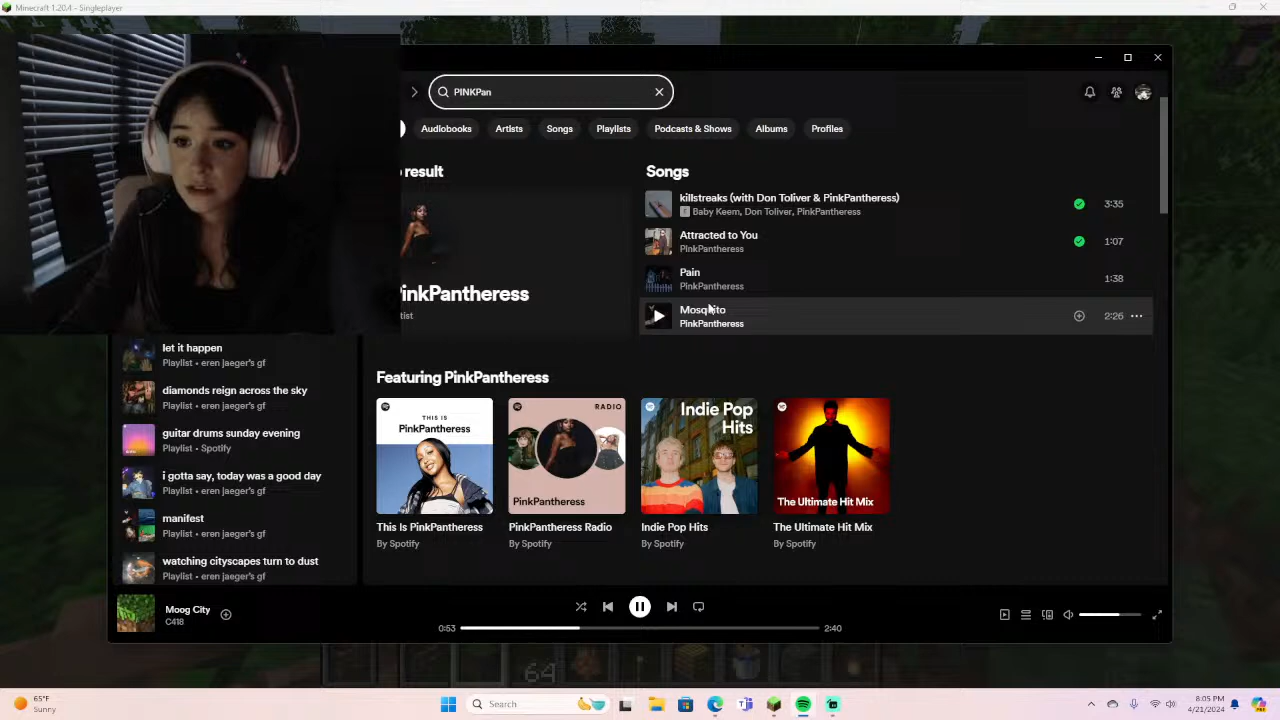 Minecraft 1.20.4 - Singleplayer
PINKPan
Audiobooks
Artists
Songs
Playlists
Podcasts & Shows
Albums
Profiles
result
Songs
inkPantheress
tist
killstreaks (with Don Toliver & PinkPantheress)
E Baby Keem, Don Toliver, PinkPantheress
3:35
Attracted to You
PinkPantheress
1:07
Pain
PinkPantheress
1:38
Mosquito
PinkPantheress
2:26
let it happen
Playlist • eren jaeger's gf
diamonds reign across the sky
Playlist • eren jaeger's gf
guitar drums sunday evening
Playlist • Spotify
i gotta say, today was a good day
Playlist • eren jaeger's gf
manifest
Playlist • eren jaeger's gf
watching cityscapes turn to dust
Playlist • eren jaeger's gf
Featuring PinkPantheress
THIS IS
PinkPantheress
This Is PinkPantheress
By Spotify
RADIO
PinkPantheress
PinkPantheress Radio
By Spotify
Indie Pop
Hits
Indie Pop Hits
By Spotify
The Ultimate Hit Mix
The Ultimate Hit Mix
By Spotify
Moog City
C418
0:53
2:40
64
65°F
Sunny
Search
8:05 PM
4/21/2024